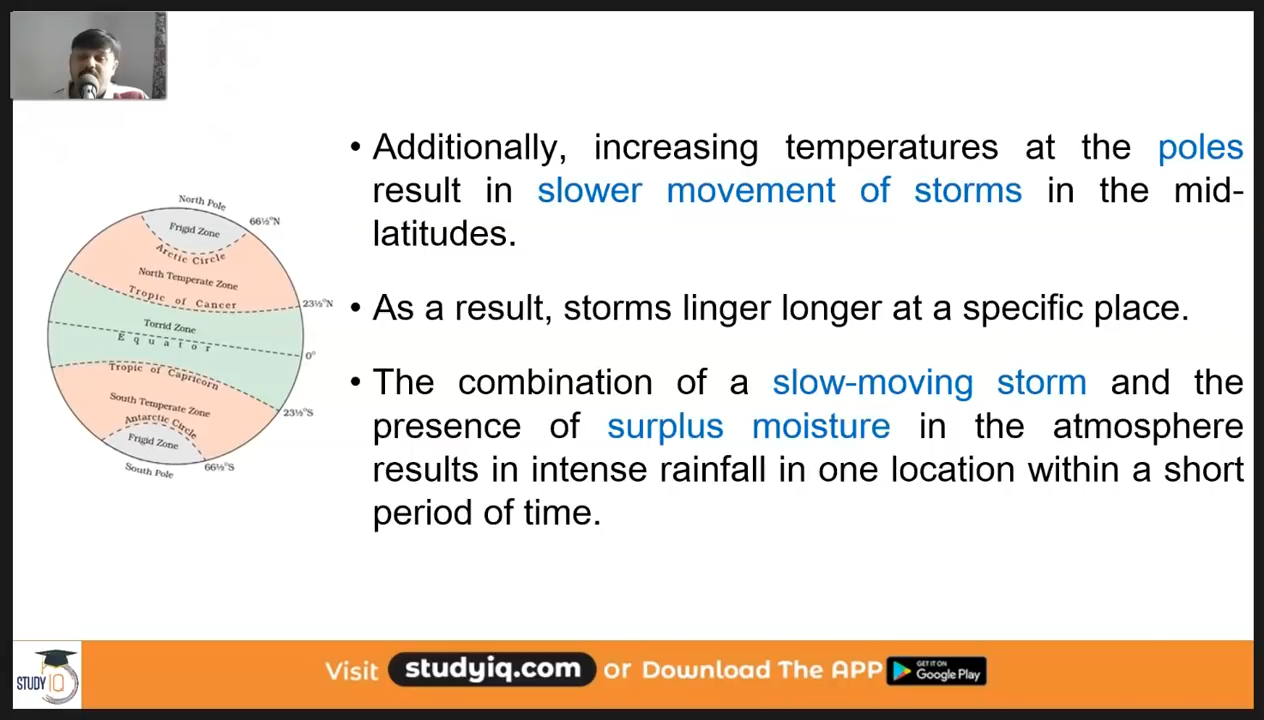 • Additionally, increasing temperatures at the poles
result in slower movement of storms in the mid-
latitudes.
• As a result, storms linger longer at a specific place.
• The combination of a slow-moving storm and the
presence of surplus moisture in the atmosphere
results in intense rainfall in one location within a short
period of time.
North Pole
66½°N
Frigid Zone
Arctic Circle
North Temperate Zone
Tropic of Cancer
23½°N
Torrid Zone
Equator
0°
Tropic of Capricorn
South Temperate Zone
23½°S
Antarctic Circle
Frigid Zone
66½°S
South Pole
STUDY IQ
Visit studyiq.com or Download The APP
GET IT ON
Google Play